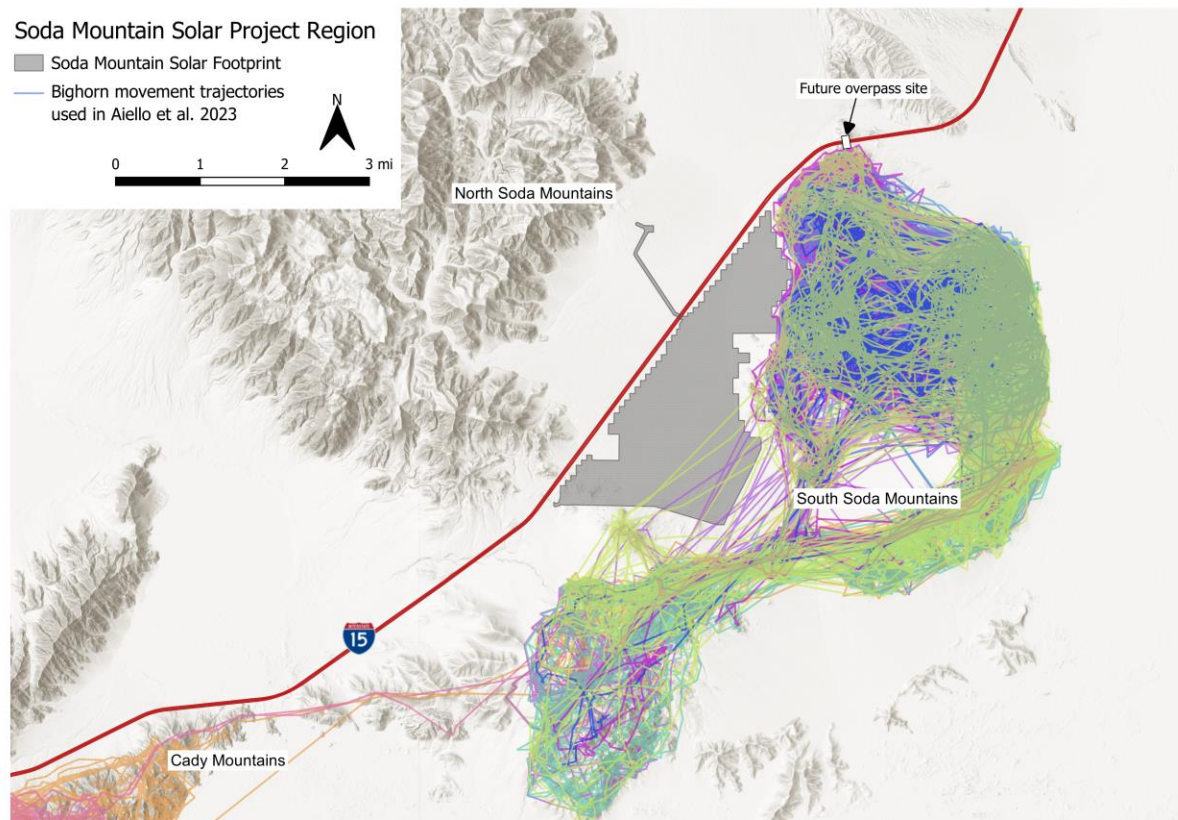 Soda Mountain Solar Project Region
Soda Mountain Solar Footprint
Bighorn movement trajectories
used in Aiello et al. 2023
N
0 1 2 3 mi
Future overpass site
North Soda Mountains
South Soda Mountains
INTERSTATE
15
Cady Mountains